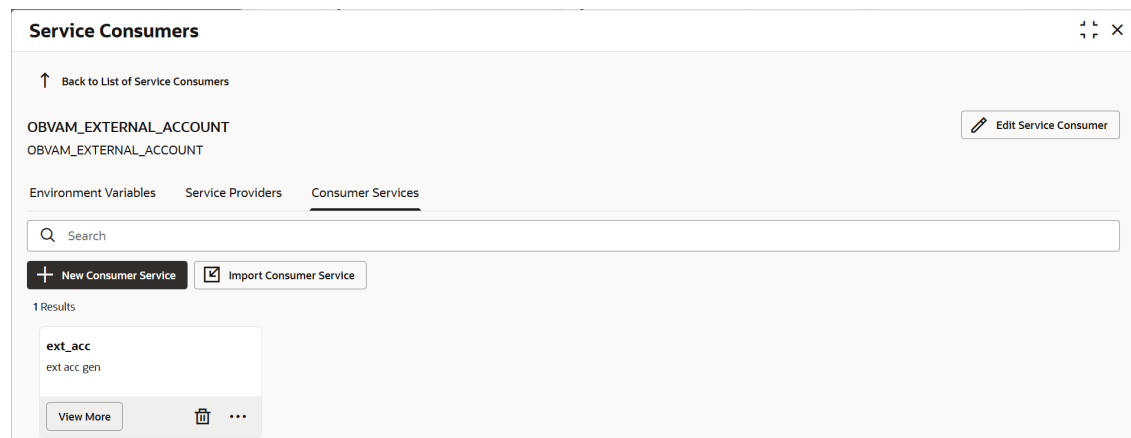 Service Consumers
Back to List of Service Consumers
OBVAM_EXTERNAL_ACCOUNT
Edit Service Consumer
OBVAM_EXTERNAL_ACCOUNT
Environment Variables Service Providers Consumer Services
Search
New Consumer Service Import Consumer Service
1 Results
ext_acc
ext acc gen
View More